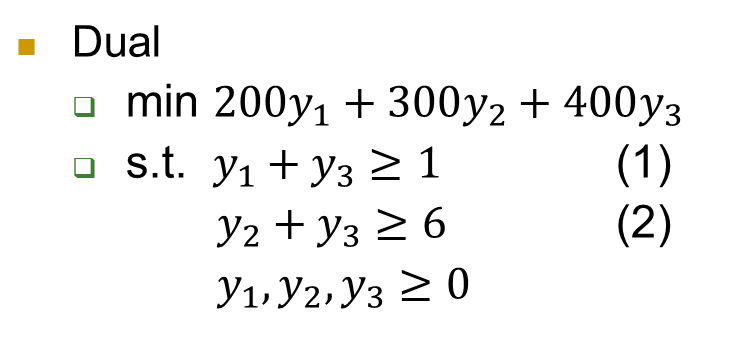 Dual
min 200y₁ + 300y₂ + 400y₃
s.t. y₁ + y₃ ≥ 1 (1)
y₂ + y₃ ≥ 6 (2)
y₁, y₂, y₃ ≥ 0